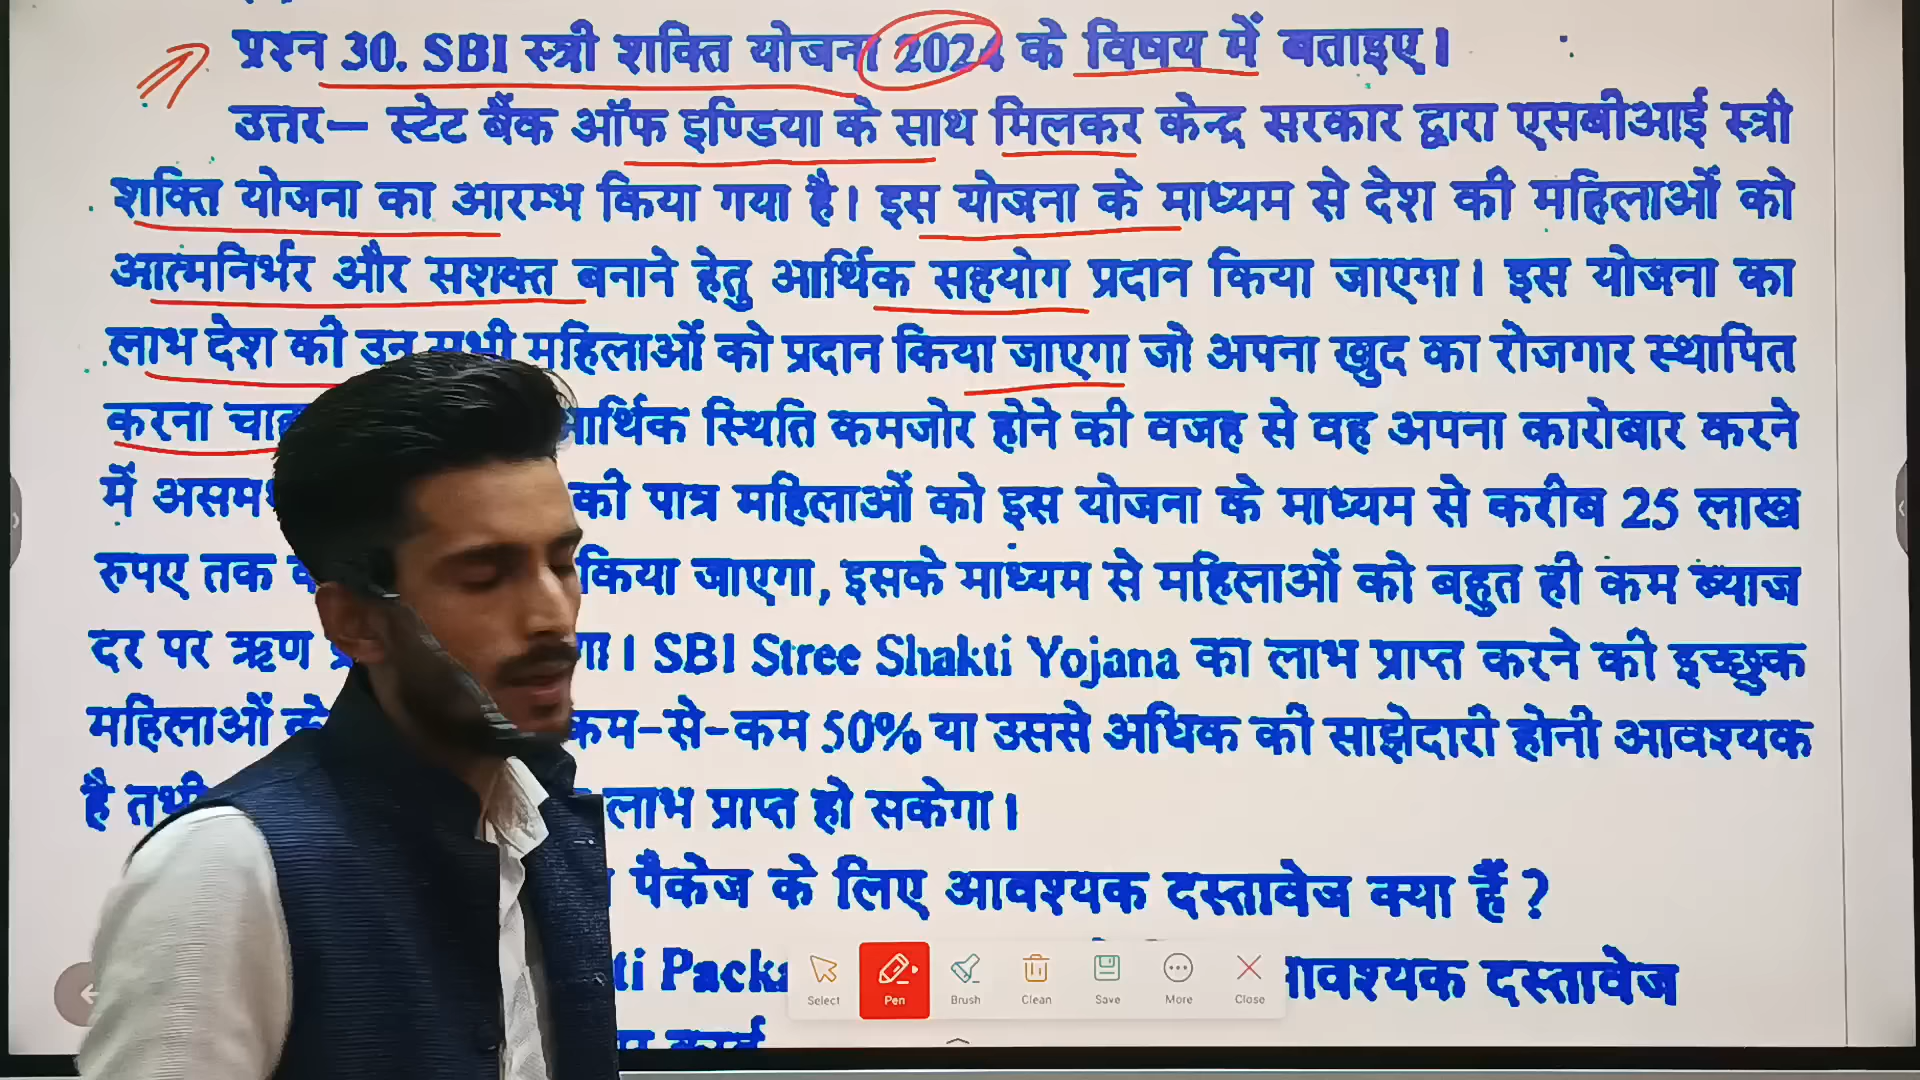 प्रश्न 30. SBI स्त्री शक्ति योजना 2024 के विषय में बताइए।
उत्तर– स्टेट बैंक ऑफ इण्डिया के साथ मिलकर केन्द्र सरकार द्वारा एसबीआई स्त्री
शक्ति योजना का आरम्भ किया गया है। इस योजना के माध्यम से देश की महिलाओं को
आत्मनिर्भर और सशक्त बनाने हेतु आर्थिक सहयोग प्रदान किया जाएगा। इस योजना का
लाभ देश की उन सभी महिलाओं को प्रदान किया जाएगा जो अपना खुद का रोजगार स्थापित
करना आर्थिक स्थिति कमजोर होने की वजह से वह अपना कारोबार करने
में की पात्र महिलाओं को इस योजना के माध्यम से करीब 25 लाख
रुपए तक किया जाएगा, इसके माध्यम से महिलाओं को बहुत ही कम ब्याज
दर पर ऋण SBI Stree Shakti Yojana का लाभ प्राप्त करने की इच्छुक
महिलाओं कम-से-कम 50% या उससे अधिक की साझेदारी होनी आवश्यक
है तभी लाभ प्राप्त हो सकेगा।
पैकेज के लिए आवश्यक दस्तावेज क्या हैं ?
आवश्यक दस्तावेज
Select Pen Brush Clean Save More Close